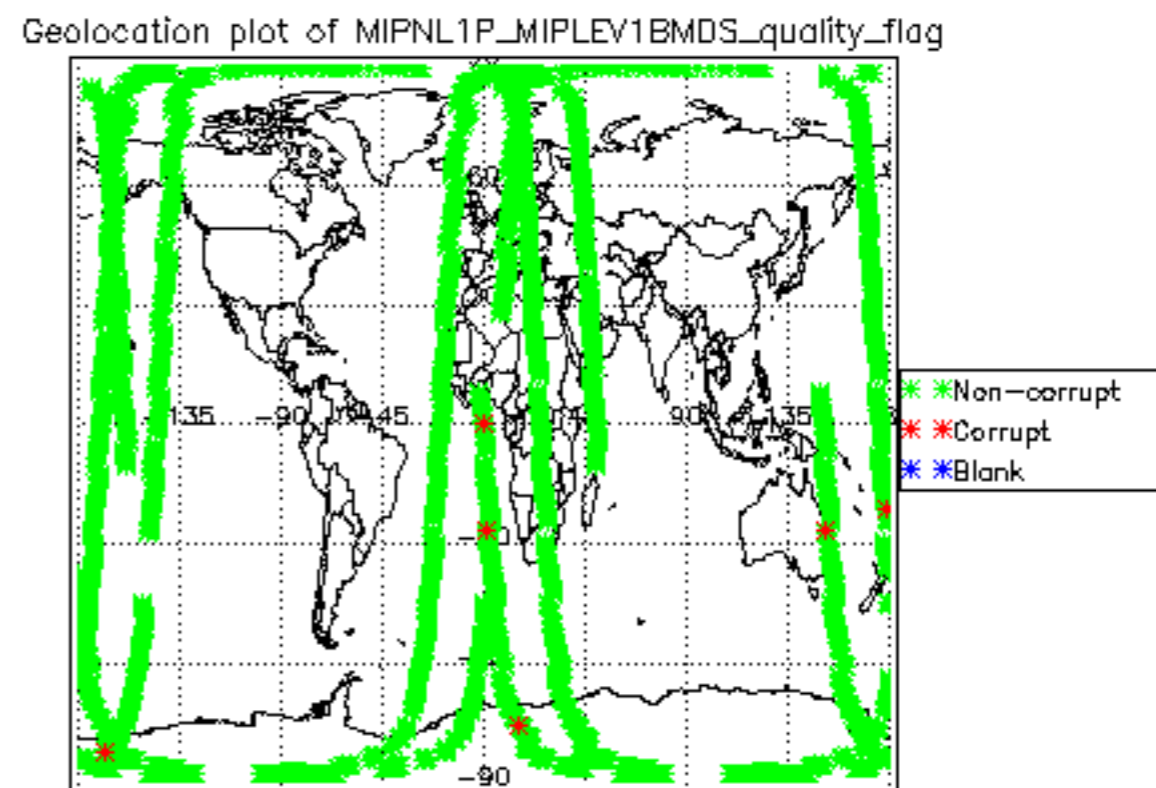 Geolocation plot of MIPNL1P_MIPLEV1BMDS_quality_flag
60
-135
-90
-45
90
135
-90
Non-corrupt
Corrupt
Blank